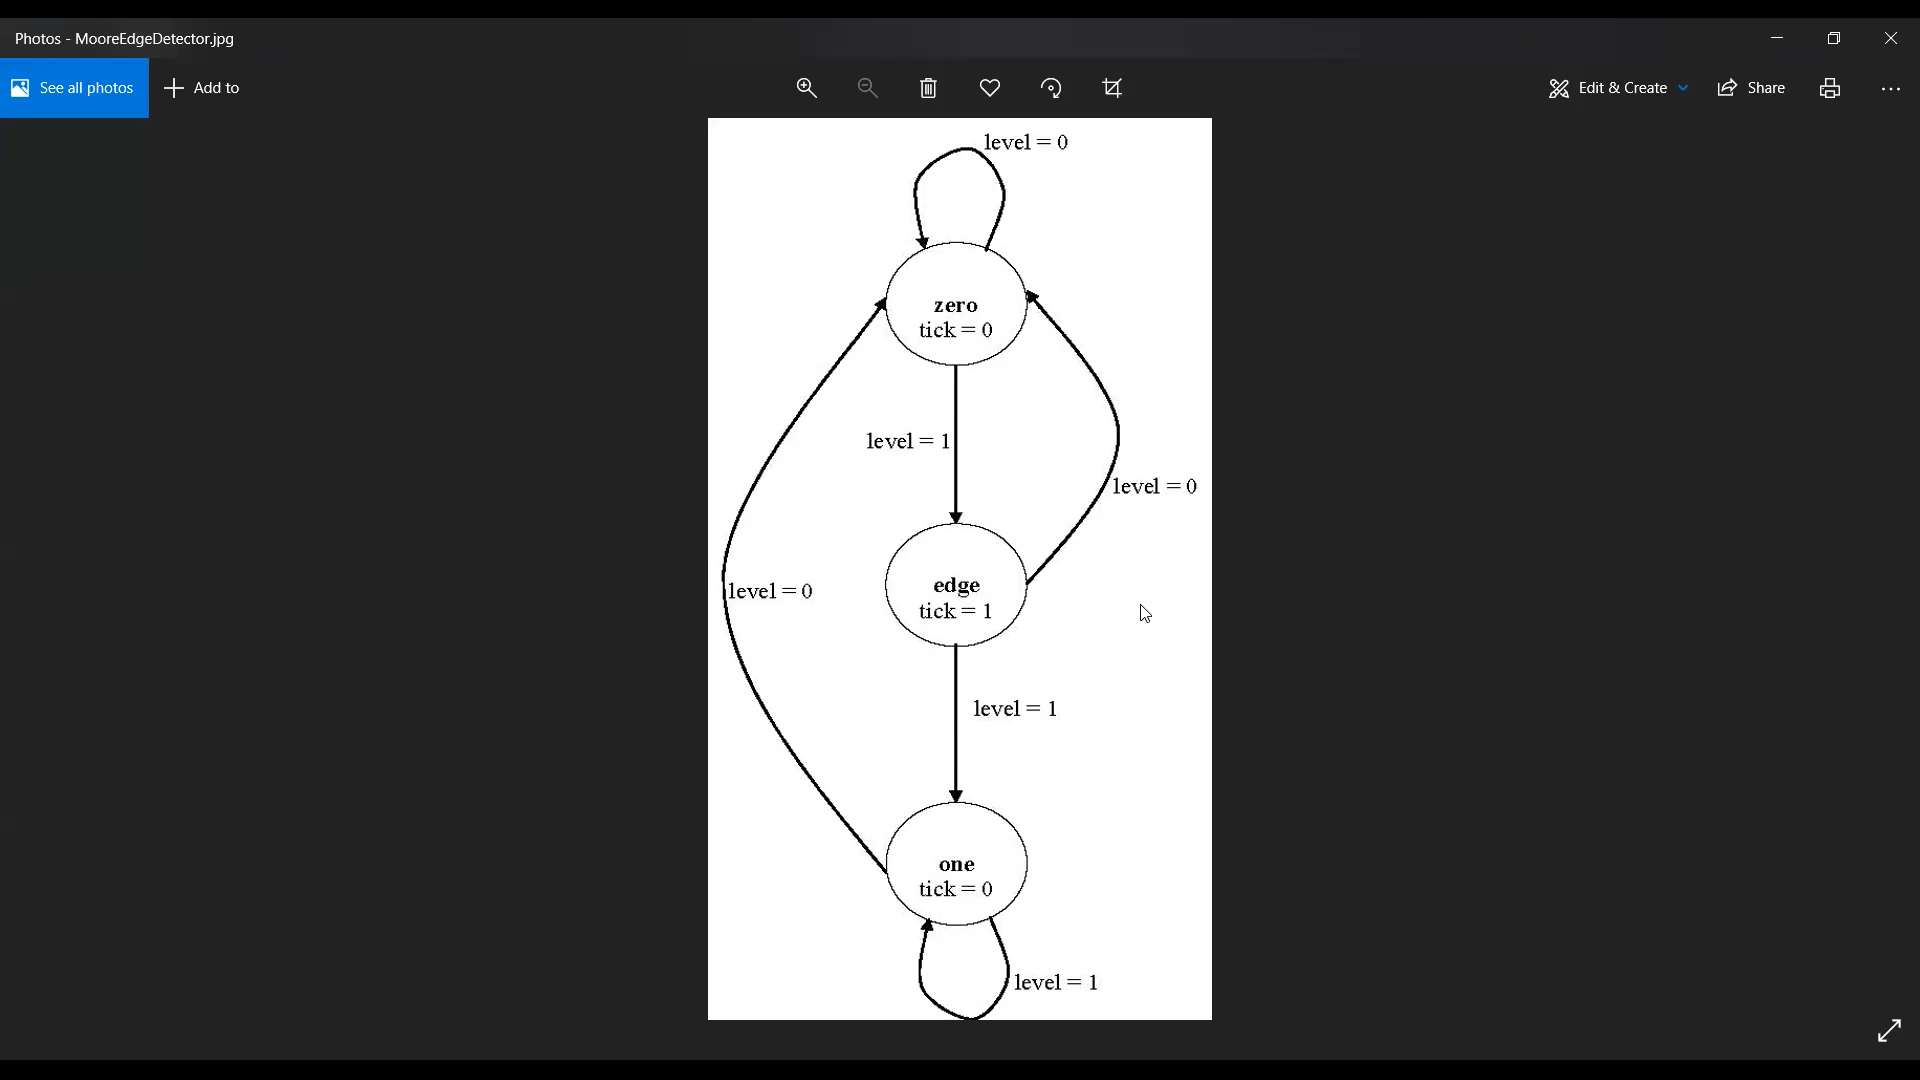 Photos - MooreEdgeDetector.jpg
See all photos
Add to
Edit & Create
Share
level = 0
zero
tick = 0
level = 1
level = 0
edge
tick = 1
level = 0
level = 1
one
tick = 0
level = 1